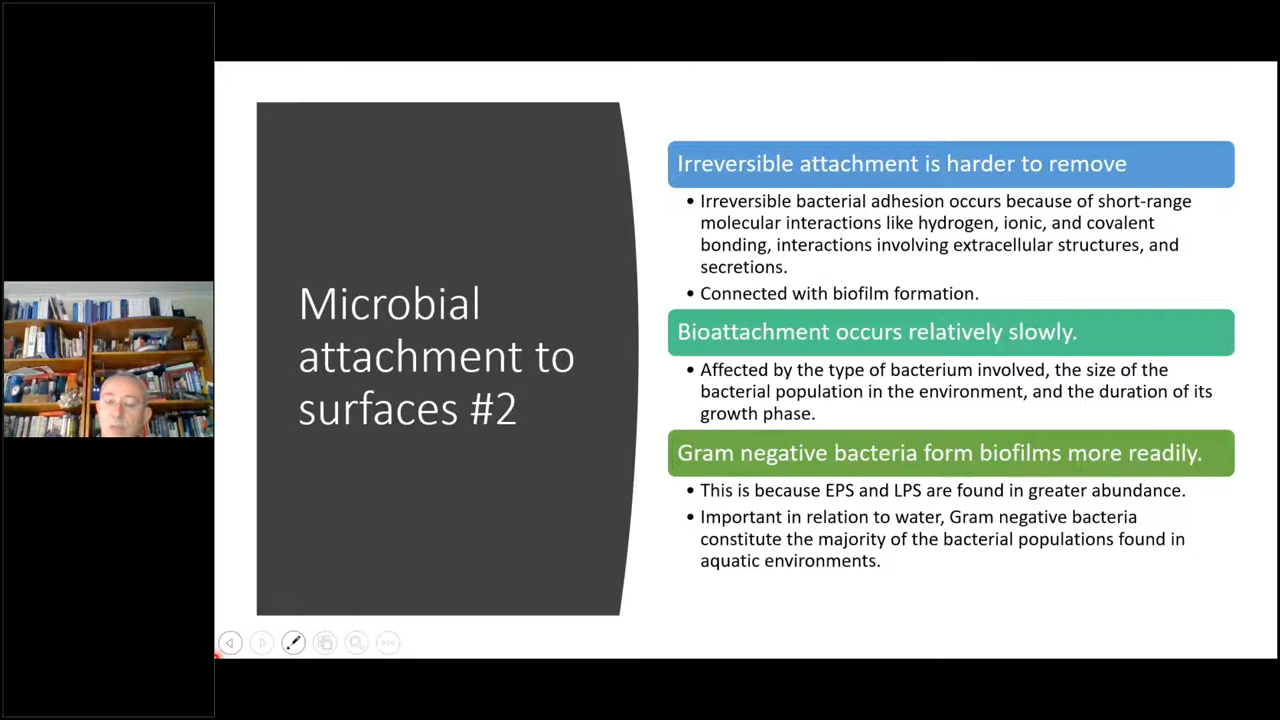 Microbial
attachment to
surfaces #2
Irreversible attachment is harder to remove
• Irreversible bacterial adhesion occurs because of short-range
molecular interactions like hydrogen, ionic, and covalent
bonding, interactions involving extracellular structures, and
secretions.
• Connected with biofilm formation.
Bioattachment occurs relatively slowly.
• Affected by the type of bacterium involved, the size of the
bacterial population in the environment, and the duration of its
growth phase.
Gram negative bacteria form biofilms more readily.
• This is because EPS and LPS are found in greater abundance.
• Important in relation to water, Gram negative bacteria
constitute the majority of the bacterial populations found in
aquatic environments.